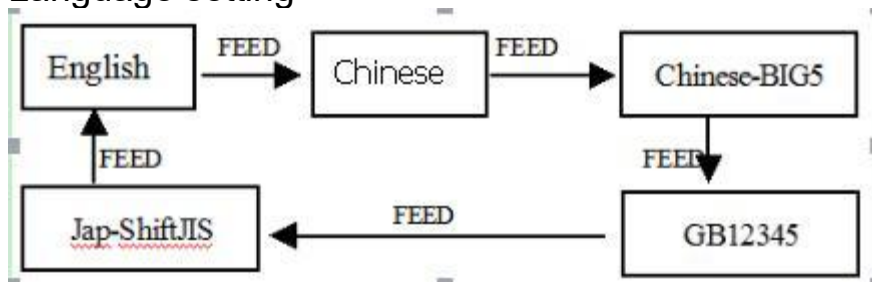 Language setting
FEED
FEED
English
Chinese
Chinese-BIG5
FEED
FEED
Jap-ShiftJIS
FEED
GB12345